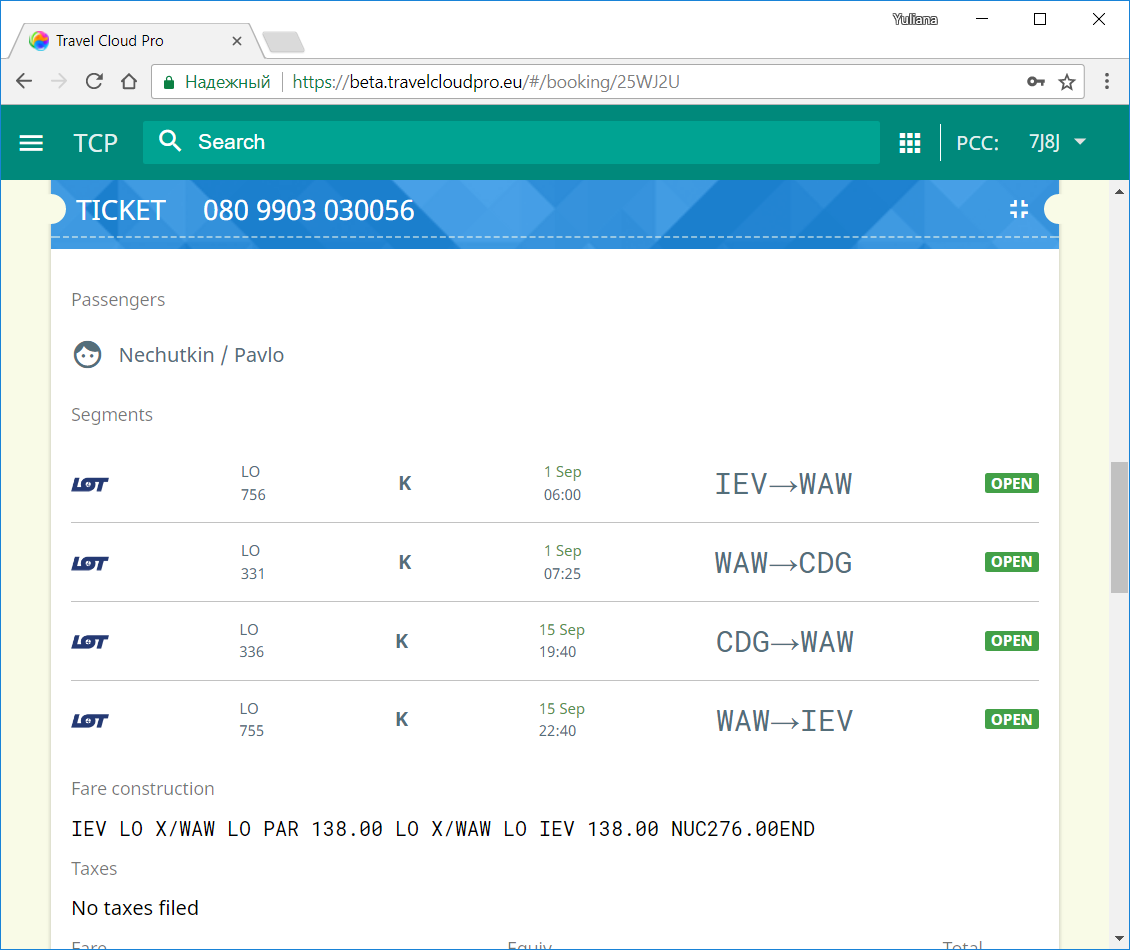 Yuliana
Travel Cloud Pro
Надежный https://beta.travelcloudpro.eu/#/booking/25WJ2U
TCP Search PCC: 7J8J
TICKET 080 9903 030056
Passengers
Nechutkin / Pavlo
Segments
LOT LO 756 K 1 Sep 06:00 IEV→WAW OPEN
LOT LO 331 K 1 Sep 07:25 WAW→CDG OPEN
LOT LO 336 K 15 Sep 19:40 CDG→WAW OPEN
LOT LO 755 K 15 Sep 22:40 WAW→IEV OPEN
Fare construction
IEV LO X/WAW LO PAR 138.00 LO X/WAW LO IEV 138.00 NUC276.00END
Taxes
No taxes filed
Fare Equiv Total